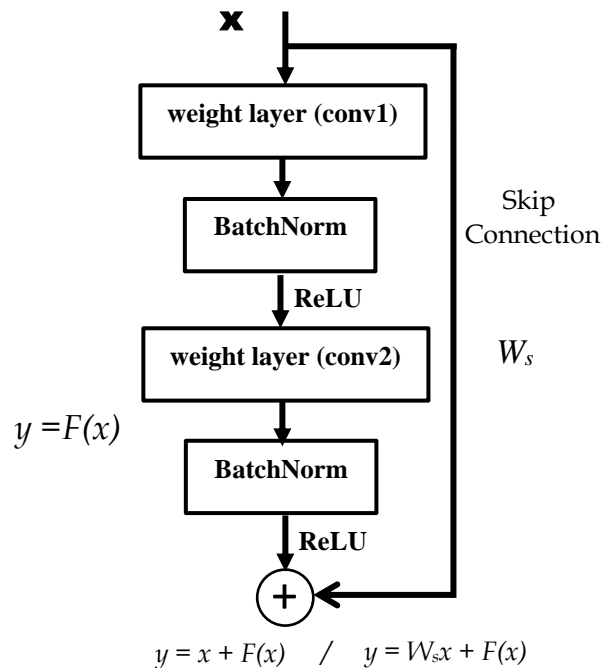 x
weight layer (conv1)
BatchNorm
Skip
Connection
ReLU
weight layer (conv2)
Wₛ
y =F(x)
BatchNorm
ReLU
+
y = x + F(x) / y = Wₛx + F(x)